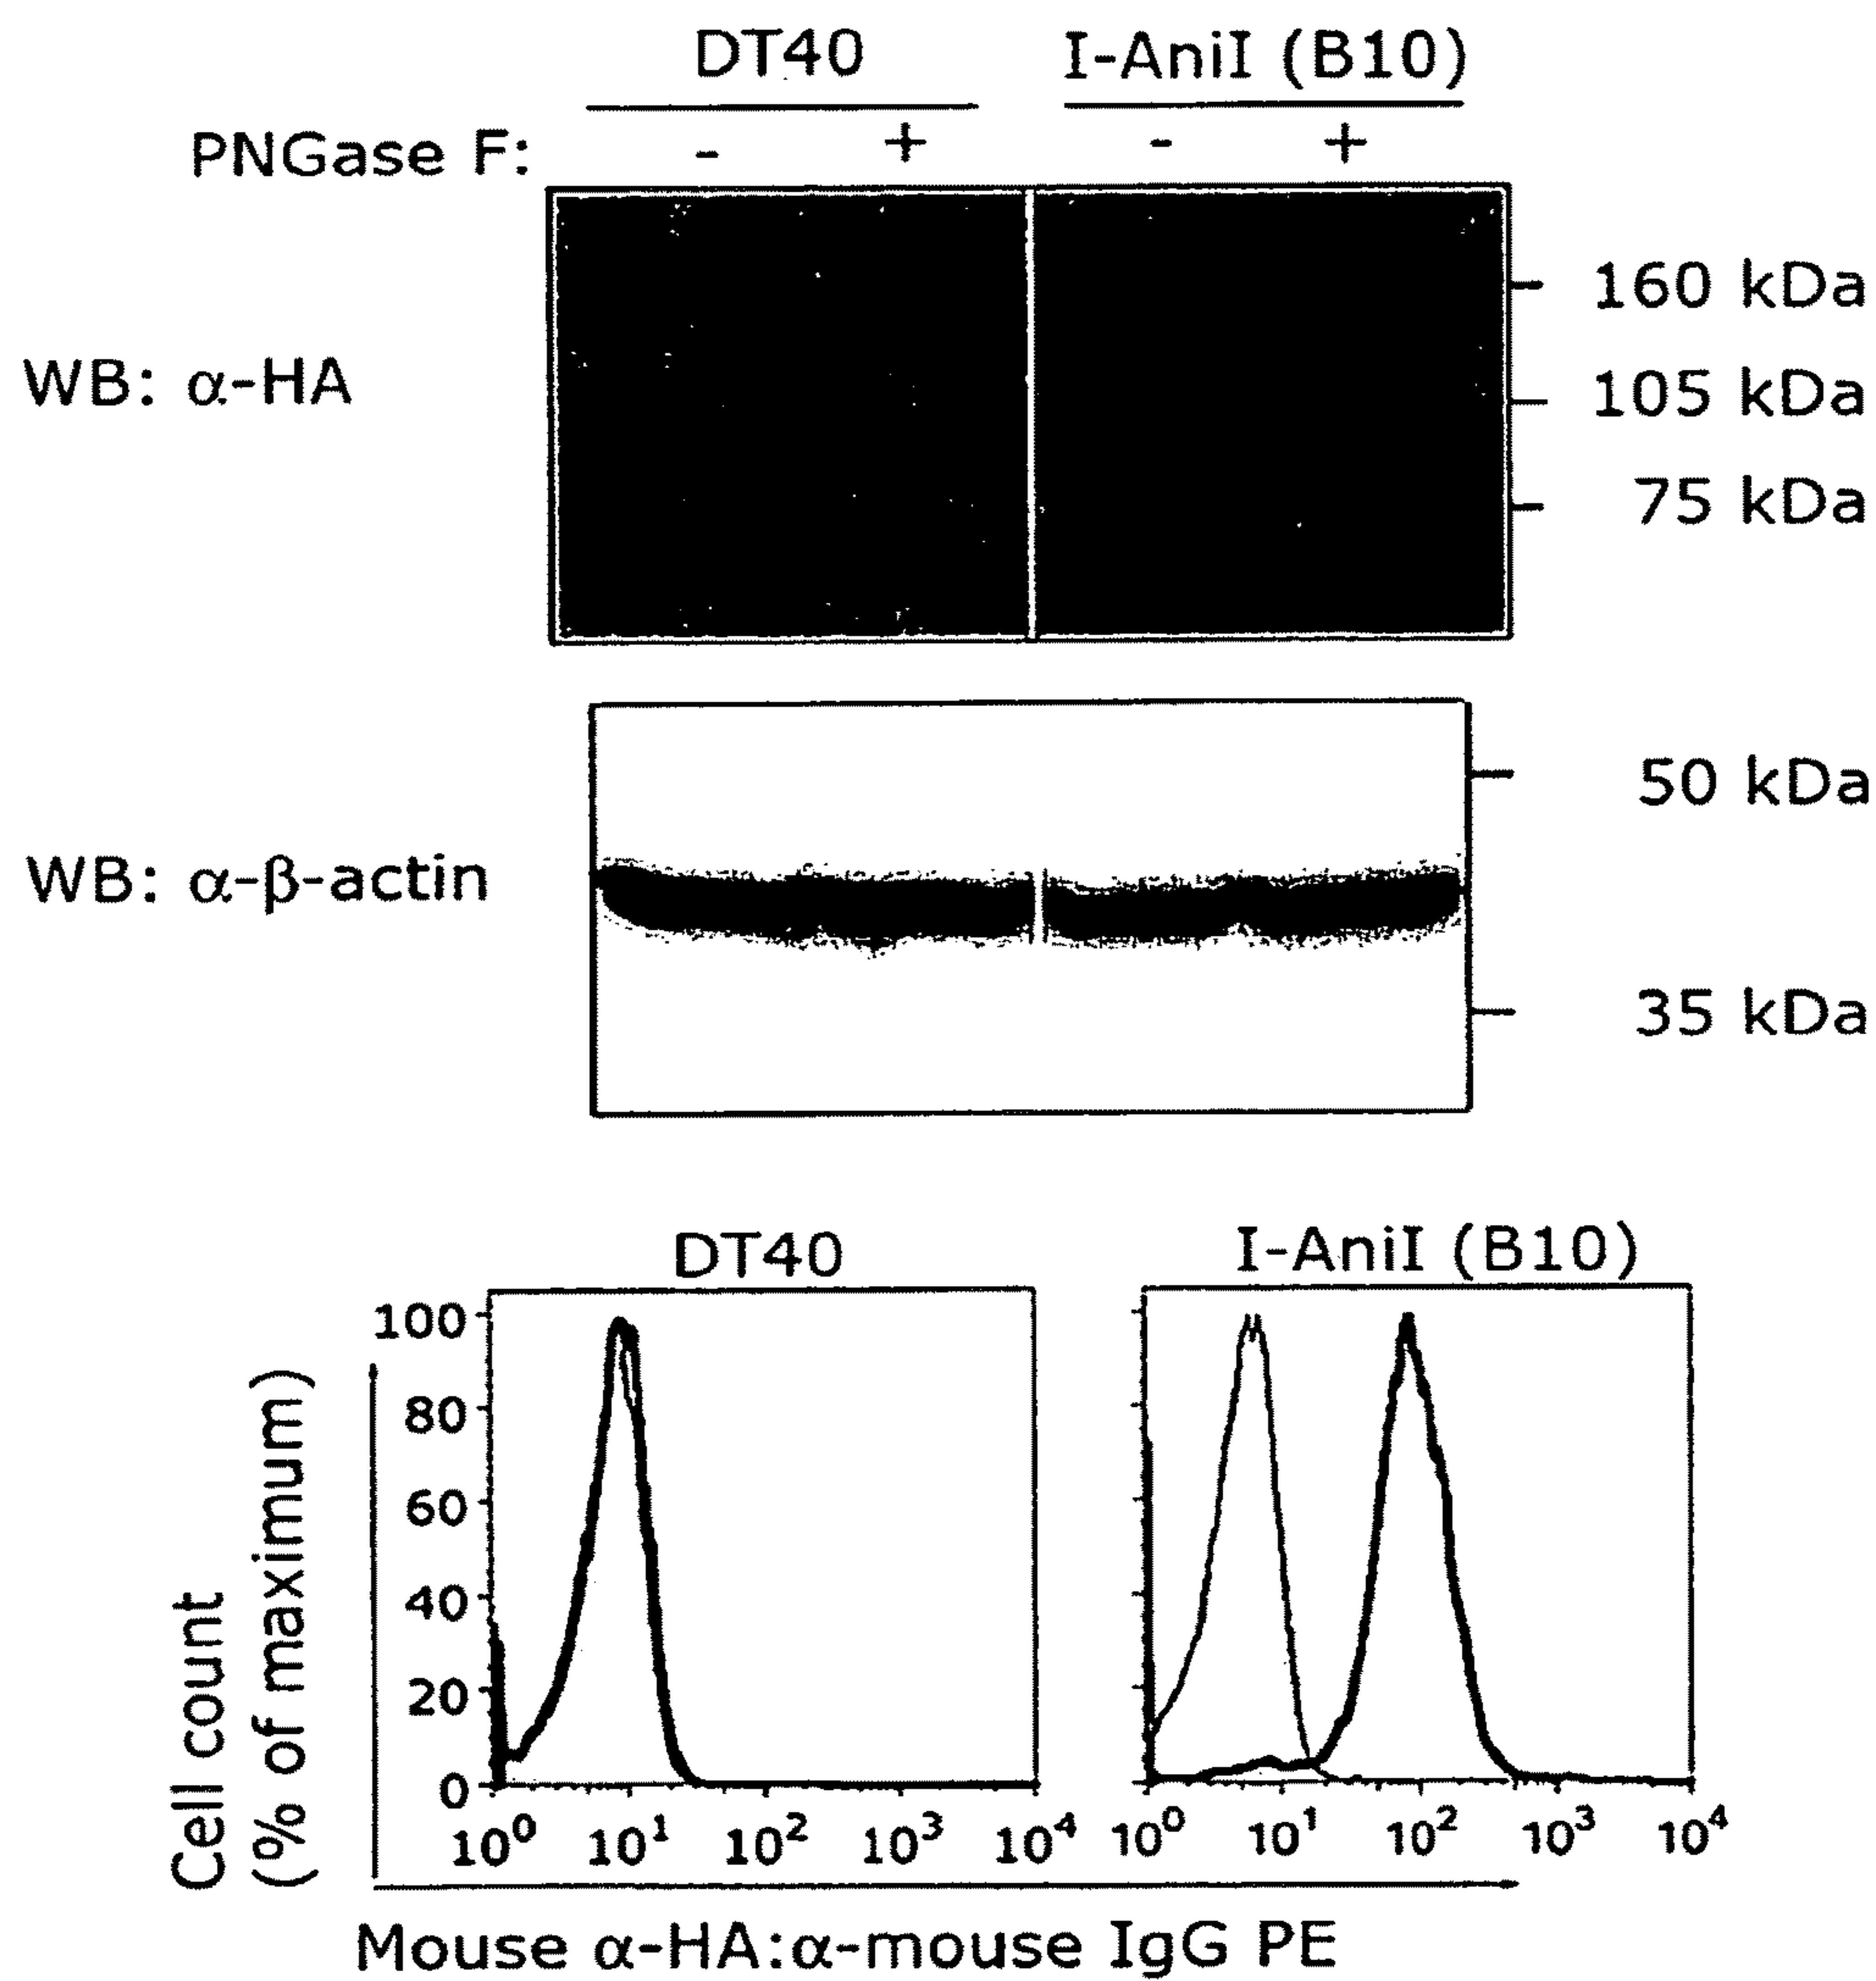 DT40 I-AniI (B10)
PNGase F: - + - +
160 kDa
WB: α-HA 105 kDa
75 kDa
50 kDa
WB: α-β-actin
35 kDa
DT40 I-AniI (B10)
100
80
60
40
20
0
10⁰ 10¹ 10² 10³ 10⁴ 10⁰ 10¹ 10² 10³ 10⁴
Cell count
(% of maximum)
Mouse α-HA:α-mouse IgG PE